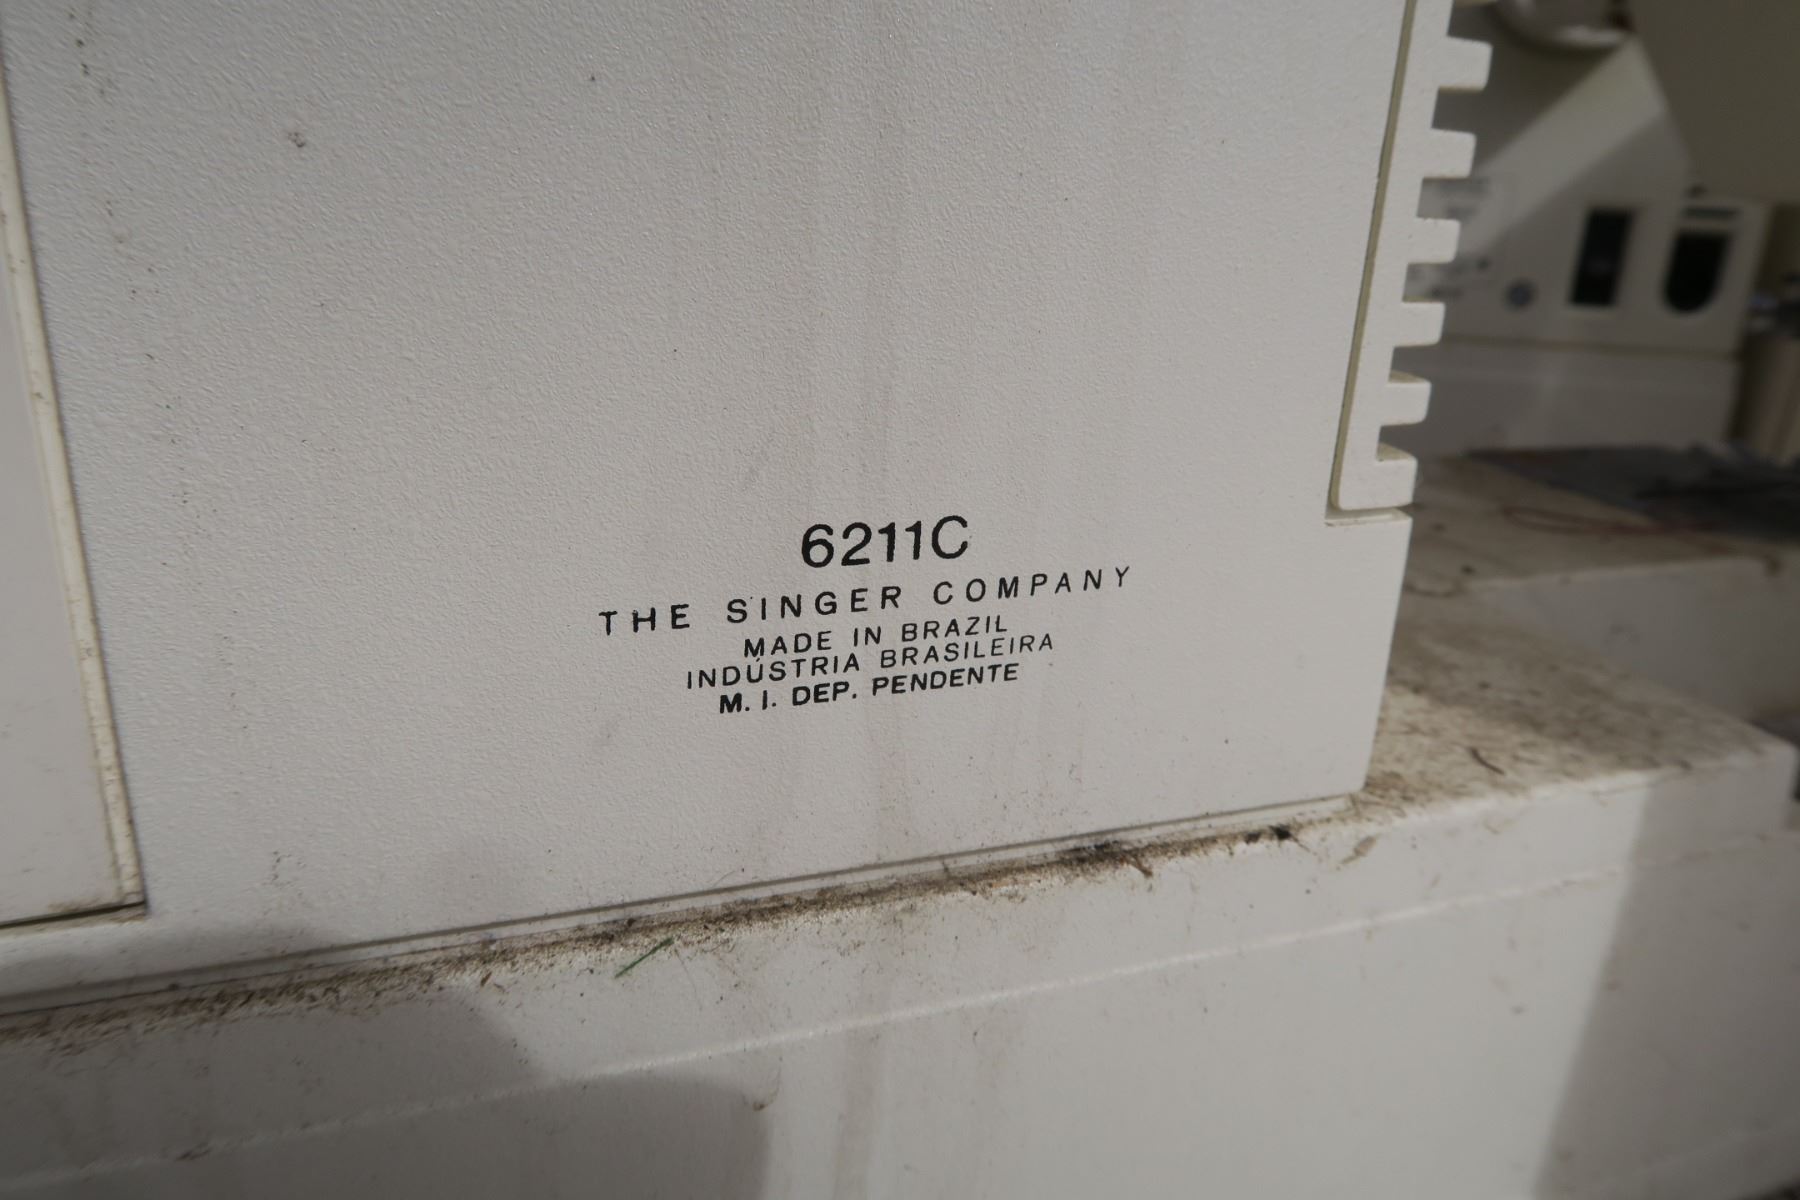 6211C
THE SINGER COMPANY
MADE IN BRAZIL
INDÚSTRIA BRASILEIRA
M. I. DEP. PENDENTE